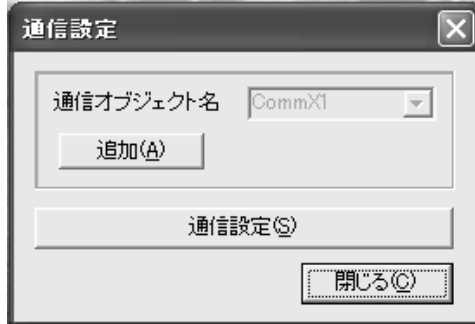 通信設定
通信オブジェクト名 CommX1
追加(A)
通信設定(S)
閉じる(C)